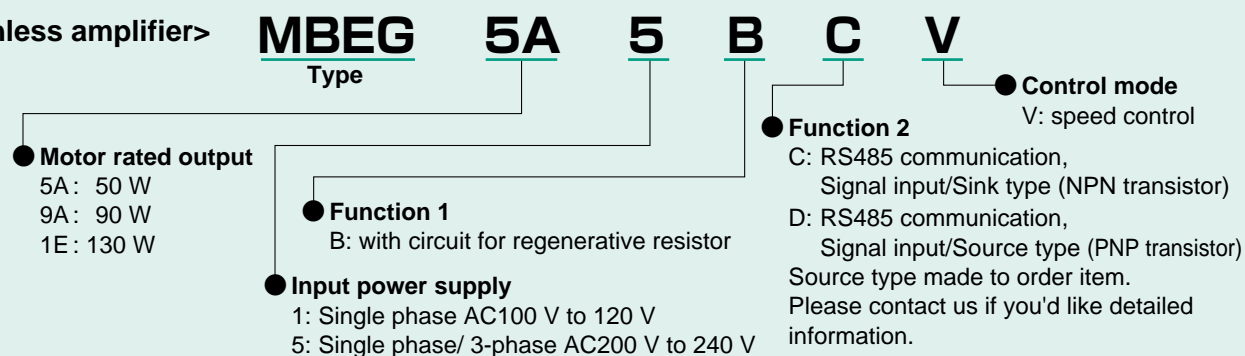 amplifier>
MBEG 5A 5 B C V
Type
Control mode
V: speed control
Function 2
C: RS485 communication,
Signal input/Sink type (NPN transistor)
D: RS485 communication,
Signal input/Source type (PNP transistor)
Source type made to order item.
Please contact us if you'd like detailed
information.
Motor rated output
5A: 50 W
9A: 90 W
1E: 130 W
Function 1
B: with circuit for regenerative resistor
Input power supply
1: Single phase AC100 V to 120 V
5: Single phase/ 3-phase AC200 V to 240 V